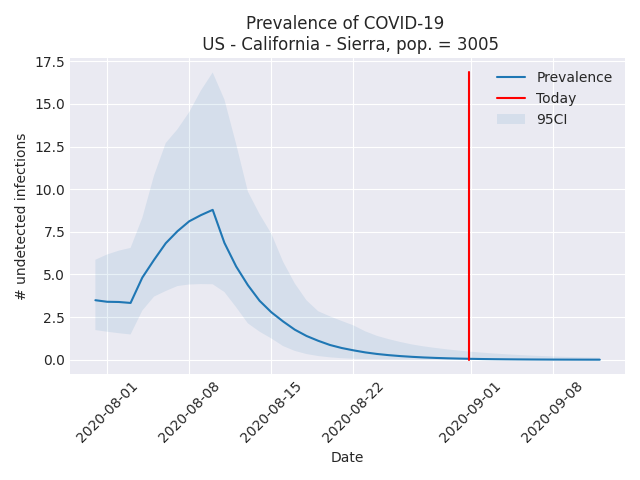 Prevalence of COVID-19
US - California - Sierra, pop. = 3005
17.5
15.0
12.5
10.0
7.5
5.0
2.5
0.0
# undetected infections
Prevalence
Today
95CI
2020-08-01
2020-08-08
2020-08-15
2020-08-22
2020-09-01
2020-09-08
Date